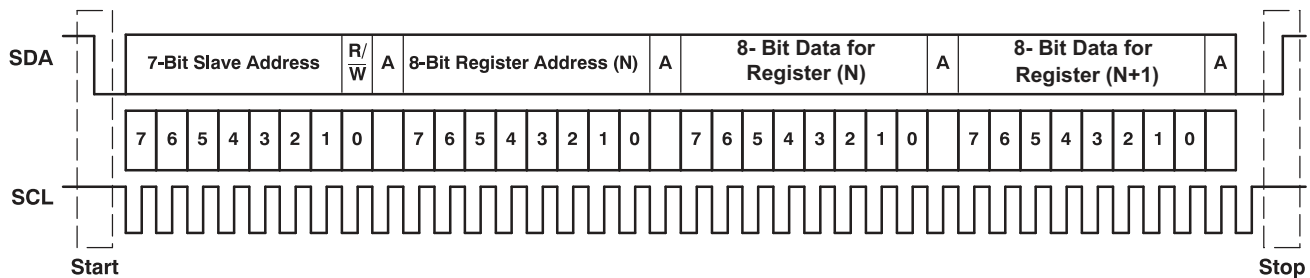 SDA
7-Bit Slave Address R/W A 8-Bit Register Address (N) A 8- Bit Data for Register (N) A 8- Bit Data for Register (N+1) A
7 6 5 4 3 2 1 0 7 6 5 4 3 2 1 0 7 6 5 4 3 2 1 0 7 6 5 4 3 2 1 0
SCL
Start Stop